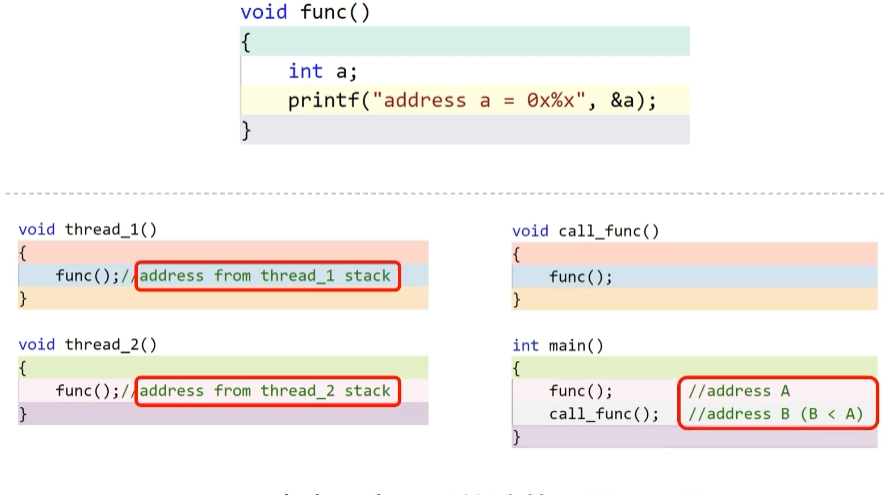 void func()
{
int a;
printf("address a = 0x%x", &a);
}
void thread_1()
{
func();//address from thread_1 stack
}
void thread_2()
{
func();//address from thread_2 stack
}
void call_func()
{
func();
}
int main()
{
func(); //address A
call_func(); //address B (B < A)
}